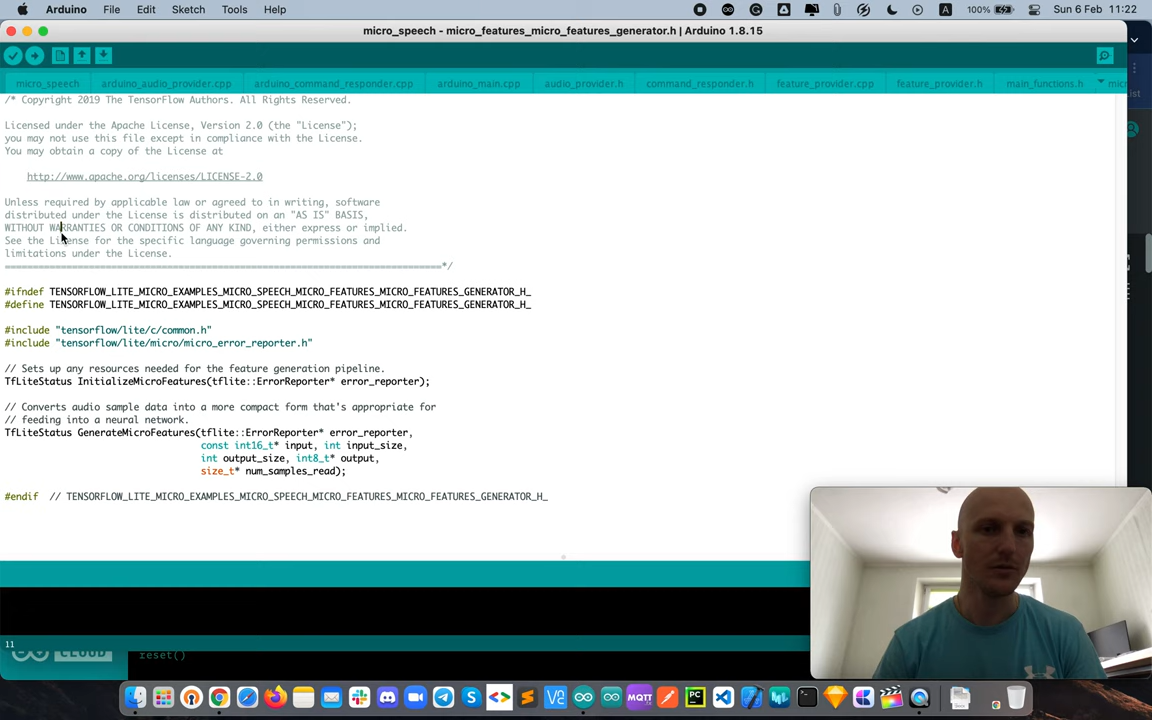 Arduino File Edit Sketch Tools Help
A 100% Sun 6 Feb 11:22
micro_speech - micro_features_micro_features_generator.h | Arduino 1.8.15
micro_speech arduino_audio_provider.cpp arduino_command_responder.cpp arduino_main.cpp audio_provider.h command_responder.h feature_provider.cpp feature_provider.h main_functions.h
/* Copyright 2019 The TensorFlow Authors. All Rights Reserved.
Licensed under the Apache License, Version 2.0 (the "License");
you may not use this file except in compliance with the License.
You may obtain a copy of the License at
http://www.apache.org/licenses/LICENSE-2.0
Unless required by applicable law or agreed to in writing, software
distributed under the License is distributed on an "AS IS" BASIS,
WITHOUT WARRANTIES OR CONDITIONS OF ANY KIND, either express or implied.
See the License for the specific language governing permissions and
limitations under the License.
==============================================================================*/
#ifndef TENSORFLOW_LITE_MICRO_EXAMPLES_MICRO_SPEECH_MICRO_FEATURES_MICRO_FEATURES_GENERATOR_H_
#define TENSORFLOW_LITE_MICRO_EXAMPLES_MICRO_SPEECH_MICRO_FEATURES_MICRO_FEATURES_GENERATOR_H_
#include "tensorflow/lite/c/common.h"
#include "tensorflow/lite/micro/micro_error_reporter.h"
// Sets up any resources needed for the feature generation pipeline.
TfLiteStatus InitializeMicroFeatures(tflite::ErrorReporter* error_reporter);
// Converts audio sample data into a more compact form that's appropriate for
// feeding into a neural network.
TfLiteStatus GenerateMicroFeatures(tflite::ErrorReporter* error_reporter,
const int16_t* input, int input_size,
int output_size, int8_t* output,
size_t* num_samples_read);
#endif // TENSORFLOW_LITE_MICRO_EXAMPLES_MICRO_SPEECH_MICRO_FEATURES_MICRO_FEATURES_GENERATOR_H_
11
CLOUD
reset()
MQTT
PC